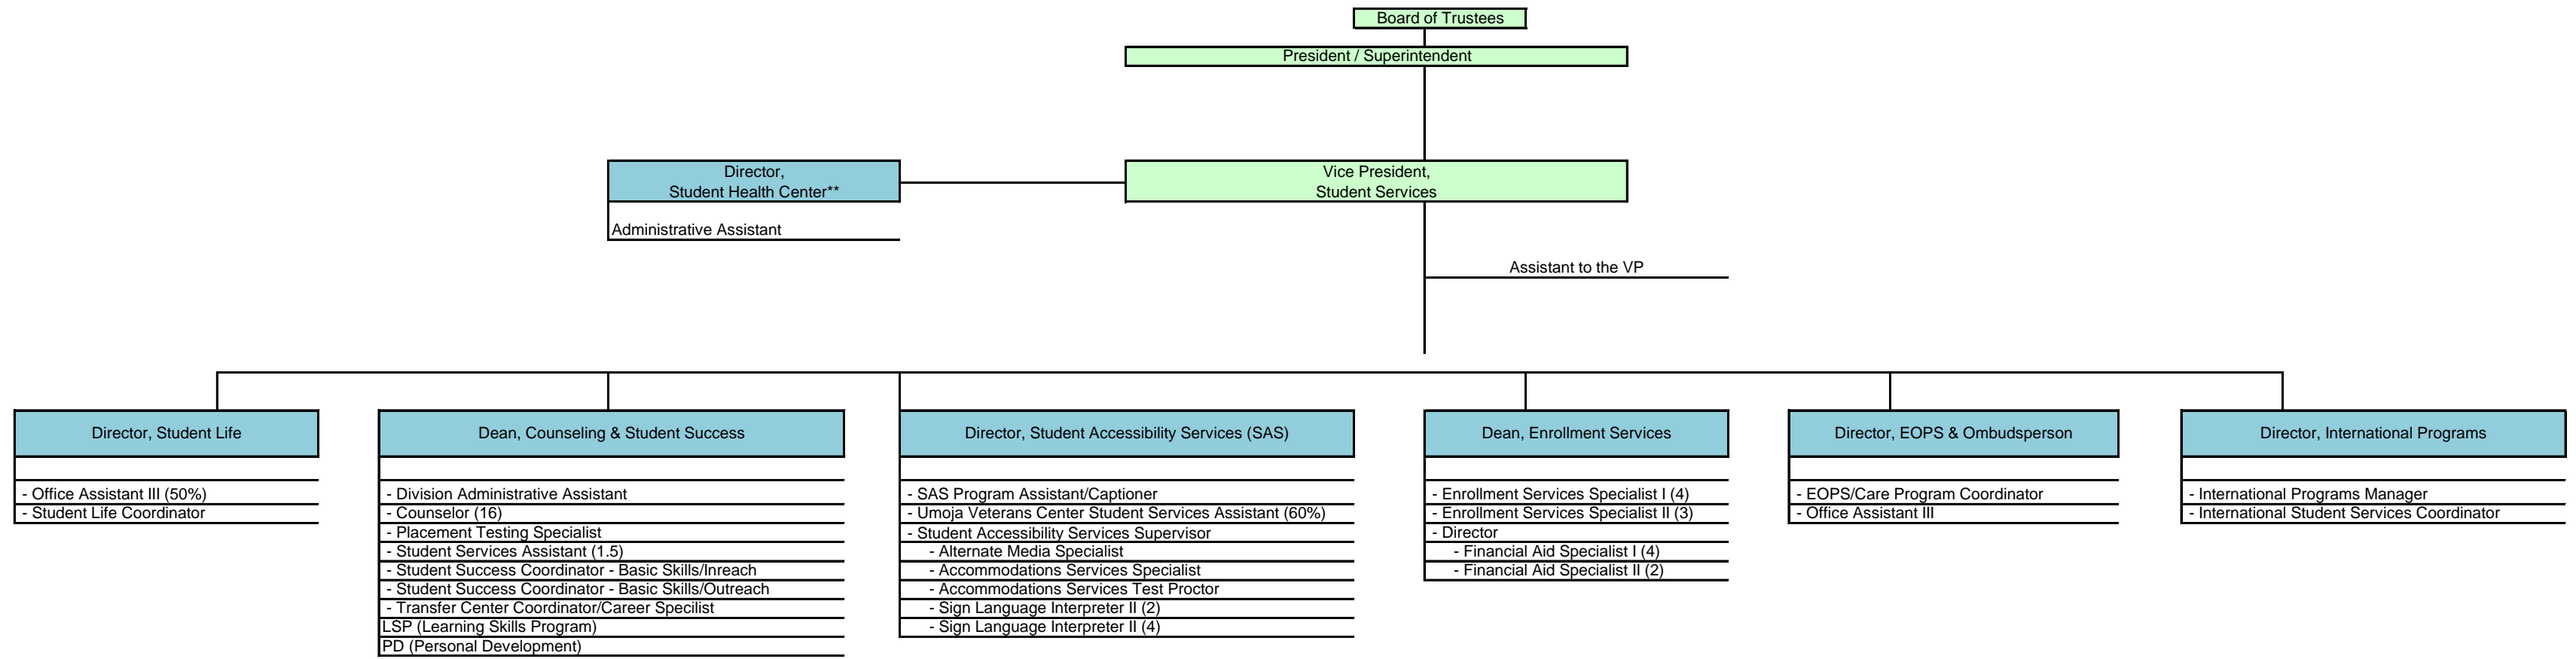 Board of Trustees
President / Superintendent
Director,
Student Health Center**
Administrative Assistant
Vice President,
Student Services
Assistant to the VP
Director, Student Life
- Office Assistant III (50%)
- Student Life Coordinator
Dean, Counseling & Student Success
- Division Administrative Assistant
- Counselor (16)
- Placement Testing Specialist
- Student Services Assistant (1.5)
- Student Success Coordinator - Basic Skills/Inreach
- Student Success Coordinator - Basic Skills/Outreach
- Transfer Center Coordinator/Career Specilist
LSP (Learning Skills Program)
PD (Personal Development)
Director, Student Accessibility Services (SAS)
- SAS Program Assistant/Captioner
- Umoja Veterans Center Student Services Assistant (60%)
- Student Accessibility Services Supervisor
- Alternate Media Specialist
- Accommodations Services Specialist
- Accommodations Services Test Proctor
- Sign Language Interpreter II (2)
- Sign Language Interpreter II (4)
Dean, Enrollment Services
- Enrollment Services Specialist I (4)
- Enrollment Services Specialist II (3)
- Director
- Financial Aid Specialist I (4)
- Financial Aid Specialist II (2)
Director, EOPS & Ombudsperson
- EOPS/Care Program Coordinator
- Office Assistant III
Director, International Programs
- International Programs Manager
- International Student Services Coordinator